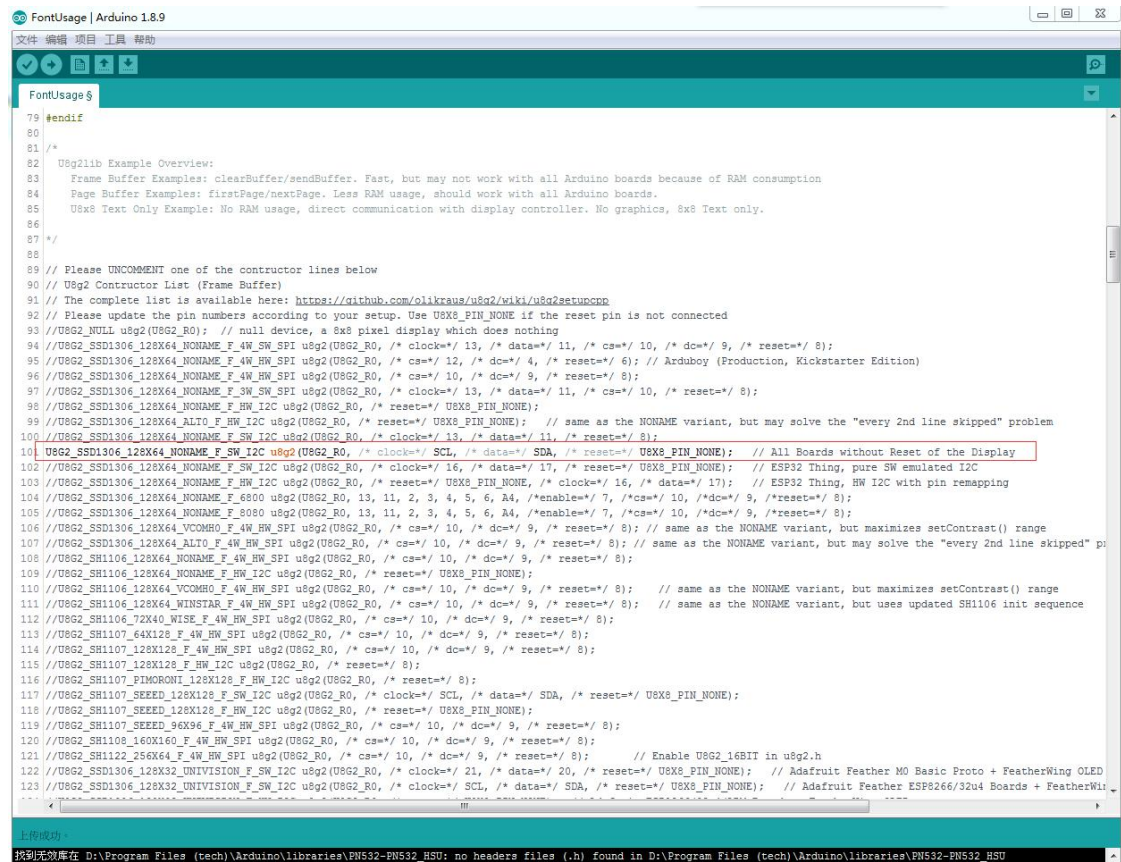 FontUsage | Arduino 1.8.9
文件 编辑 项目 工具 帮助
FontUsage §
79 #endif
80
81 /*
82   U8g2lib Example Overview:
83     Frame Buffer Examples: clearBuffer/sendBuffer. Fast, but may not work with all Arduino boards because of RAM consumption
84     Page Buffer Examples: firstPage/nextPage. Less RAM usage, should work with all Arduino boards.
85     U8x8 Text Only Example: No RAM usage, direct communication with display controller. No graphics, 8x8 Text only.
86
87 */
88
89 // Please UNCOMMENT one of the contructor lines below
90 // U8g2 Contructor List (Frame Buffer)
91 // The complete list is available here: https://github.com/olikraus/u8g2/wiki/u8g2setupcpp
92 // Please update the pin numbers according to your setup. Use U8X8_PIN_NONE if the reset pin is not connected
93 //U8G2_NULL u8g2(U8G2_R0);  // null device, a 8x8 pixel display which does nothing
94 //U8G2_SSD1306_128X64_NONAME_F_4W_SW_SPI u8g2(U8G2_R0, /* clock=*/ 13, /* data=*/ 11, /* cs=*/ 10, /* dc=*/ 9, /* reset=*/ 8);
95 //U8G2_SSD1306_128X64_NONAME_F_4W_HW_SPI u8g2(U8G2_R0, /* cs=*/ 12, /* dc=*/ 4, /* reset=*/ 6); // Arduboy (Production, Kickstarter Edition)
96 //U8G2_SSD1306_128X64_NONAME_F_4W_HW_SPI u8g2(U8G2_R0, /* cs=*/ 10, /* dc=*/ 9, /* reset=*/ 8);
97 //U8G2_SSD1306_128X64_NONAME_F_3W_SW_SPI u8g2(U8G2_R0, /* clock=*/ 13, /* data=*/ 11, /* cs=*/ 10, /* reset=*/ 8);
98 //U8G2_SSD1306_128X64_NONAME_F_HW_I2C u8g2(U8G2_R0, /* reset=*/ U8X8_PIN_NONE);
99 //U8G2_SSD1306_128X64_ALT0_F_HW_I2C u8g2(U8G2_R0, /* reset=*/ U8X8_PIN_NONE);   // same as the NONAME variant, but may solve the "every 2nd line skipped" problem
100 //U8G2_SSD1306_128X64_NONAME_F_SW_I2C u8g2(U8G2_R0, /* clock=*/ 13, /* data=*/ 11, /* reset=*/ 8);
101 U8G2_SSD1306_128X64_NONAME_F_SW_I2C u8g2(U8G2_R0, /* clock=*/ SCL, /* data=*/ SDA, /* reset=*/ U8X8_PIN_NONE);   // All Boards without Reset of the Display
102 //U8G2_SSD1306_128X64_NONAME_F_SW_I2C u8g2(U8G2_R0, /* clock=*/ 16, /* data=*/ 17, /* reset=*/ U8X8_PIN_NONE);   // ESP32 Thing, pure SW emulated I2C
103 //U8G2_SSD1306_128X64_NONAME_F_HW_I2C u8g2(U8G2_R0, /* reset=*/ U8X8_PIN_NONE, /* clock=*/ 16, /* data=*/ 17);   // ESP32 Thing, HW I2C with pin remapping
104 //U8G2_SSD1306_128X64_NONAME_F_6800 u8g2(U8G2_R0, 13, 11, 2, 3, 4, 5, 6, A4, /*enable=*/ 7, /*cs=*/ 10, /*dc=*/ 9, /*reset=*/ 8);
105 //U8G2_SSD1306_128X64_NONAME_F_8080 u8g2(U8G2_R0, 13, 11, 2, 3, 4, 5, 6, A4, /*enable=*/ 7, /*cs=*/ 10, /*dc=*/ 9, /*reset=*/ 8);
106 //U8G2_SSD1306_128X64_VCOMH0_F_4W_HW_SPI u8g2(U8G2_R0, /* cs=*/ 10, /* dc=*/ 9, /* reset=*/ 8); // same as the NONAME variant, but maximizes setContrast() range
107 //U8G2_SSD1306_128X64_ALT0_F_4W_HW_SPI u8g2(U8G2_R0, /* cs=*/ 10, /* dc=*/ 9, /* reset=*/ 8); // same as the NONAME variant, but may solve the "every 2nd line skipped"
108 //U8G2_SH1106_128X64_NONAME_F_4W_HW_SPI u8g2(U8G2_R0, /* cs=*/ 10, /* dc=*/ 9, /* reset=*/ 8);
109 //U8G2_SH1106_128X64_NONAME_F_HW_I2C u8g2(U8G2_R0, /* reset=*/ U8X8_PIN_NONE);
110 //U8G2_SH1106_128X64_VCOMH0_F_4W_HW_SPI u8g2(U8G2_R0, /* cs=*/ 10, /* dc=*/ 9, /* reset=*/ 8);    // same as the NONAME variant, but maximizes setContrast() range
111 //U8G2_SH1106_128X64_WINSTAR_F_4W_HW_SPI u8g2(U8G2_R0, /* cs=*/ 10, /* dc=*/ 9, /* reset=*/ 8);   // same as the NONAME variant, but uses updated SH1106 init sequence
112 //U8G2_SH1106_72X40_WISE_F_4W_HW_SPI u8g2(U8G2_R0, /* cs=*/ 10, /* dc=*/ 9, /* reset=*/ 8);
113 //U8G2_SH1107_64X128_F_4W_HW_SPI u8g2(U8G2_R0, /* cs=*/ 10, /* dc=*/ 9, /* reset=*/ 8);
114 //U8G2_SH1107_128X128_F_4W_HW_SPI u8g2(U8G2_R0, /* cs=*/ 10, /* dc=*/ 9, /* reset=*/ 8);
115 //U8G2_SH1107_128X128_F_HW_I2C u8g2(U8G2_R0, /* reset=*/ 8);
116 //U8G2_SH1107_PIMORONI_128X128_F_HW_I2C u8g2(U8G2_R0, /* reset=*/ 8);
117 //U8G2_SH1107_SEEED_128X128_F_SW_I2C u8g2(U8G2_R0, /* clock=*/ SCL, /* data=*/ SDA, /* reset=*/ U8X8_PIN_NONE);
118 //U8G2_SH1107_SEEED_128X128_F_HW_I2C u8g2(U8G2_R0, /* reset=*/ U8X8_PIN_NONE);
119 //U8G2_SH1107_SEEED_96X96_F_4W_HW_SPI u8g2(U8G2_R0, /* cs=*/ 10, /* dc=*/ 9, /* reset=*/ 8);
120 //U8G2_SH1108_160X160_F_4W_HW_SPI u8g2(U8G2_R0, /* cs=*/ 10, /* dc=*/ 9, /* reset=*/ 8);
121 //U8G2_SH1122_256X64_F_4W_HW_SPI u8g2(U8G2_R0, /* cs=*/ 10, /* dc=*/ 9, /* reset=*/ 8);       // Enable U8G2_16BIT in u8g2.h
122 //U8G2_SSD1306_128X32_UNIVISION_F_SW_I2C u8g2(U8G2_R0, /* clock=*/ 21, /* data=*/ 20, /* reset=*/ U8X8_PIN_NONE);   // Adafruit Feather M0 Basic Proto + FeatherWing OLED
123 //U8G2_SSD1306_128X32_UNIVISION_F_SW_I2C u8g2(U8G2_R0, /* clock=*/ SCL, /* data=*/ SDA, /* reset=*/ U8X8_PIN_NONE);   // Adafruit Feather ESP8266/32u4 Boards +
上传成功。
找到无效库在 D:\Program Files (tech)\Arduino\libraries\PN532-PN532_HSU: no headers files (.h) found in D:\Program Files (tech)\Arduino\libraries\PN532-PN532_HSU